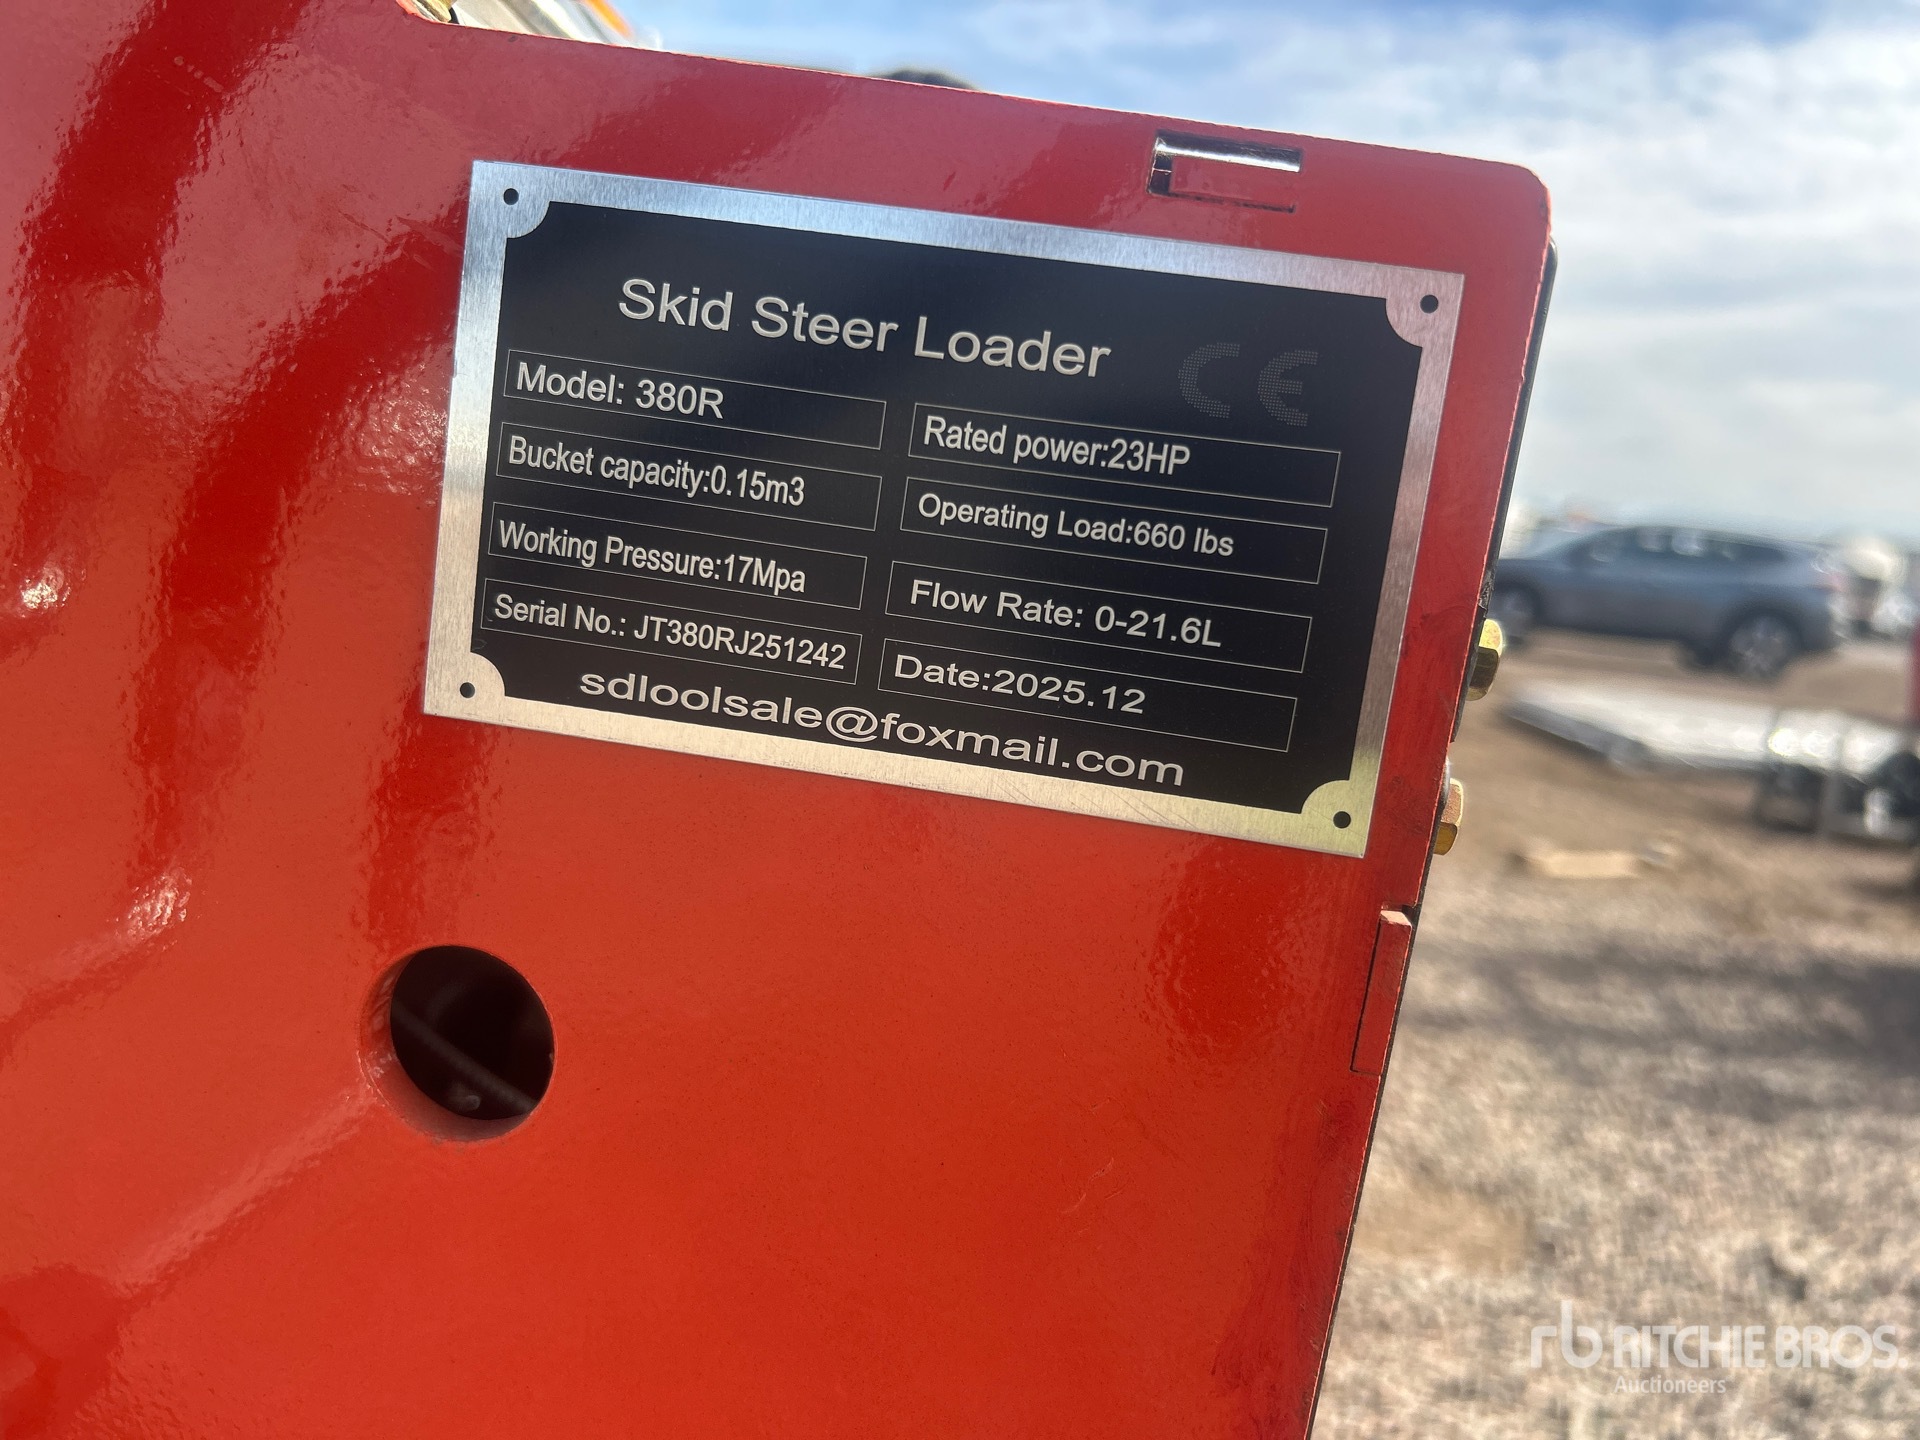 Skid Steer Loader
CE
Model: 380R
Rated power:23HP
Bucket capacity:0.15m3
Operating Load:660 lbs
Working Pressure:17Mpa
Flow Rate: 0-21.6L
Serial No.: JT380RJ251242
Date:2025.12
sdloolsale@foxmail.com
rb RITCHIE BROS.
Auctioneers